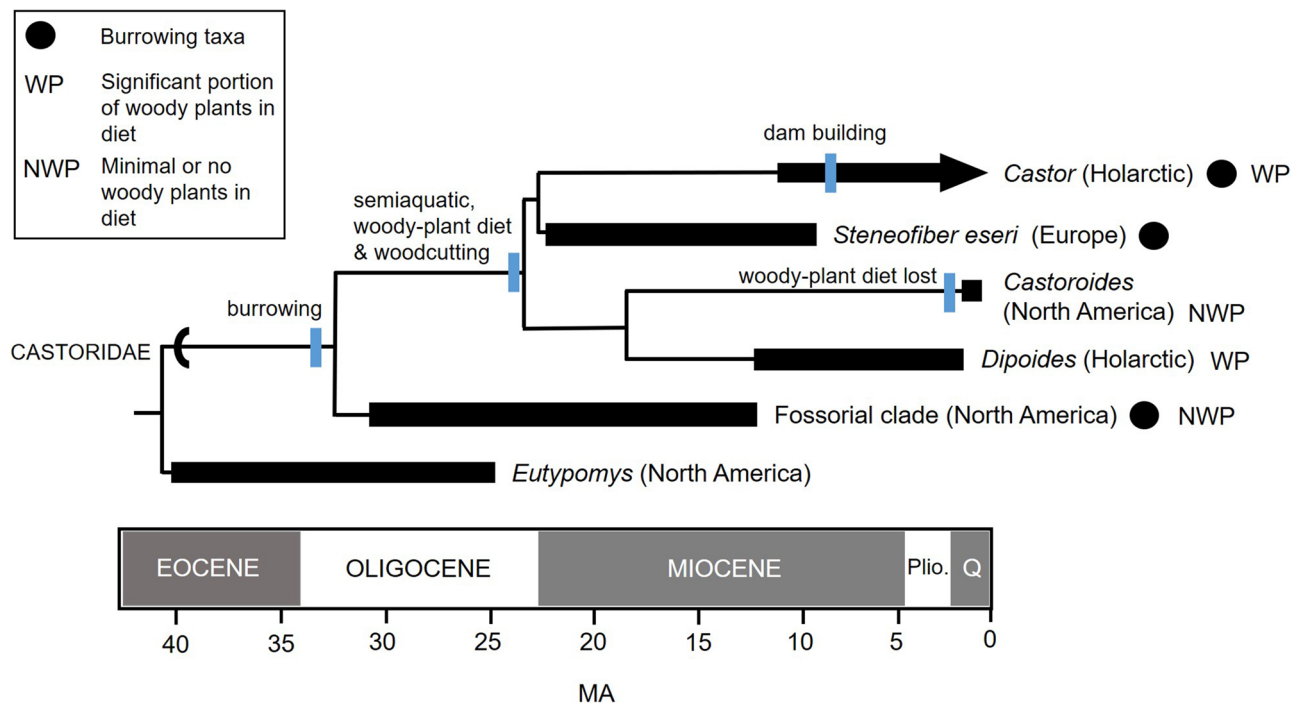 Burrowing taxa
WP
Significant portion
of woody plants in
diet
NWP
Minimal or no
woody plants in
diet
dam building
Castor (Holarctic) WP
semiaquatic,
woody-plant diet
& woodcutting
Steneofiber eseri (Europe)
woody-plant diet lost
Castoroides
(North America) NWP
burrowing
CASTORIDAE
Dipoides (Holarctic) WP
Fossorial clade (North America) NWP
Eutypomys (North America)
EOCENE OLIGOCENE MIOCENE Plio. Q
40 35 30 25 20 15 10 5 0
MA